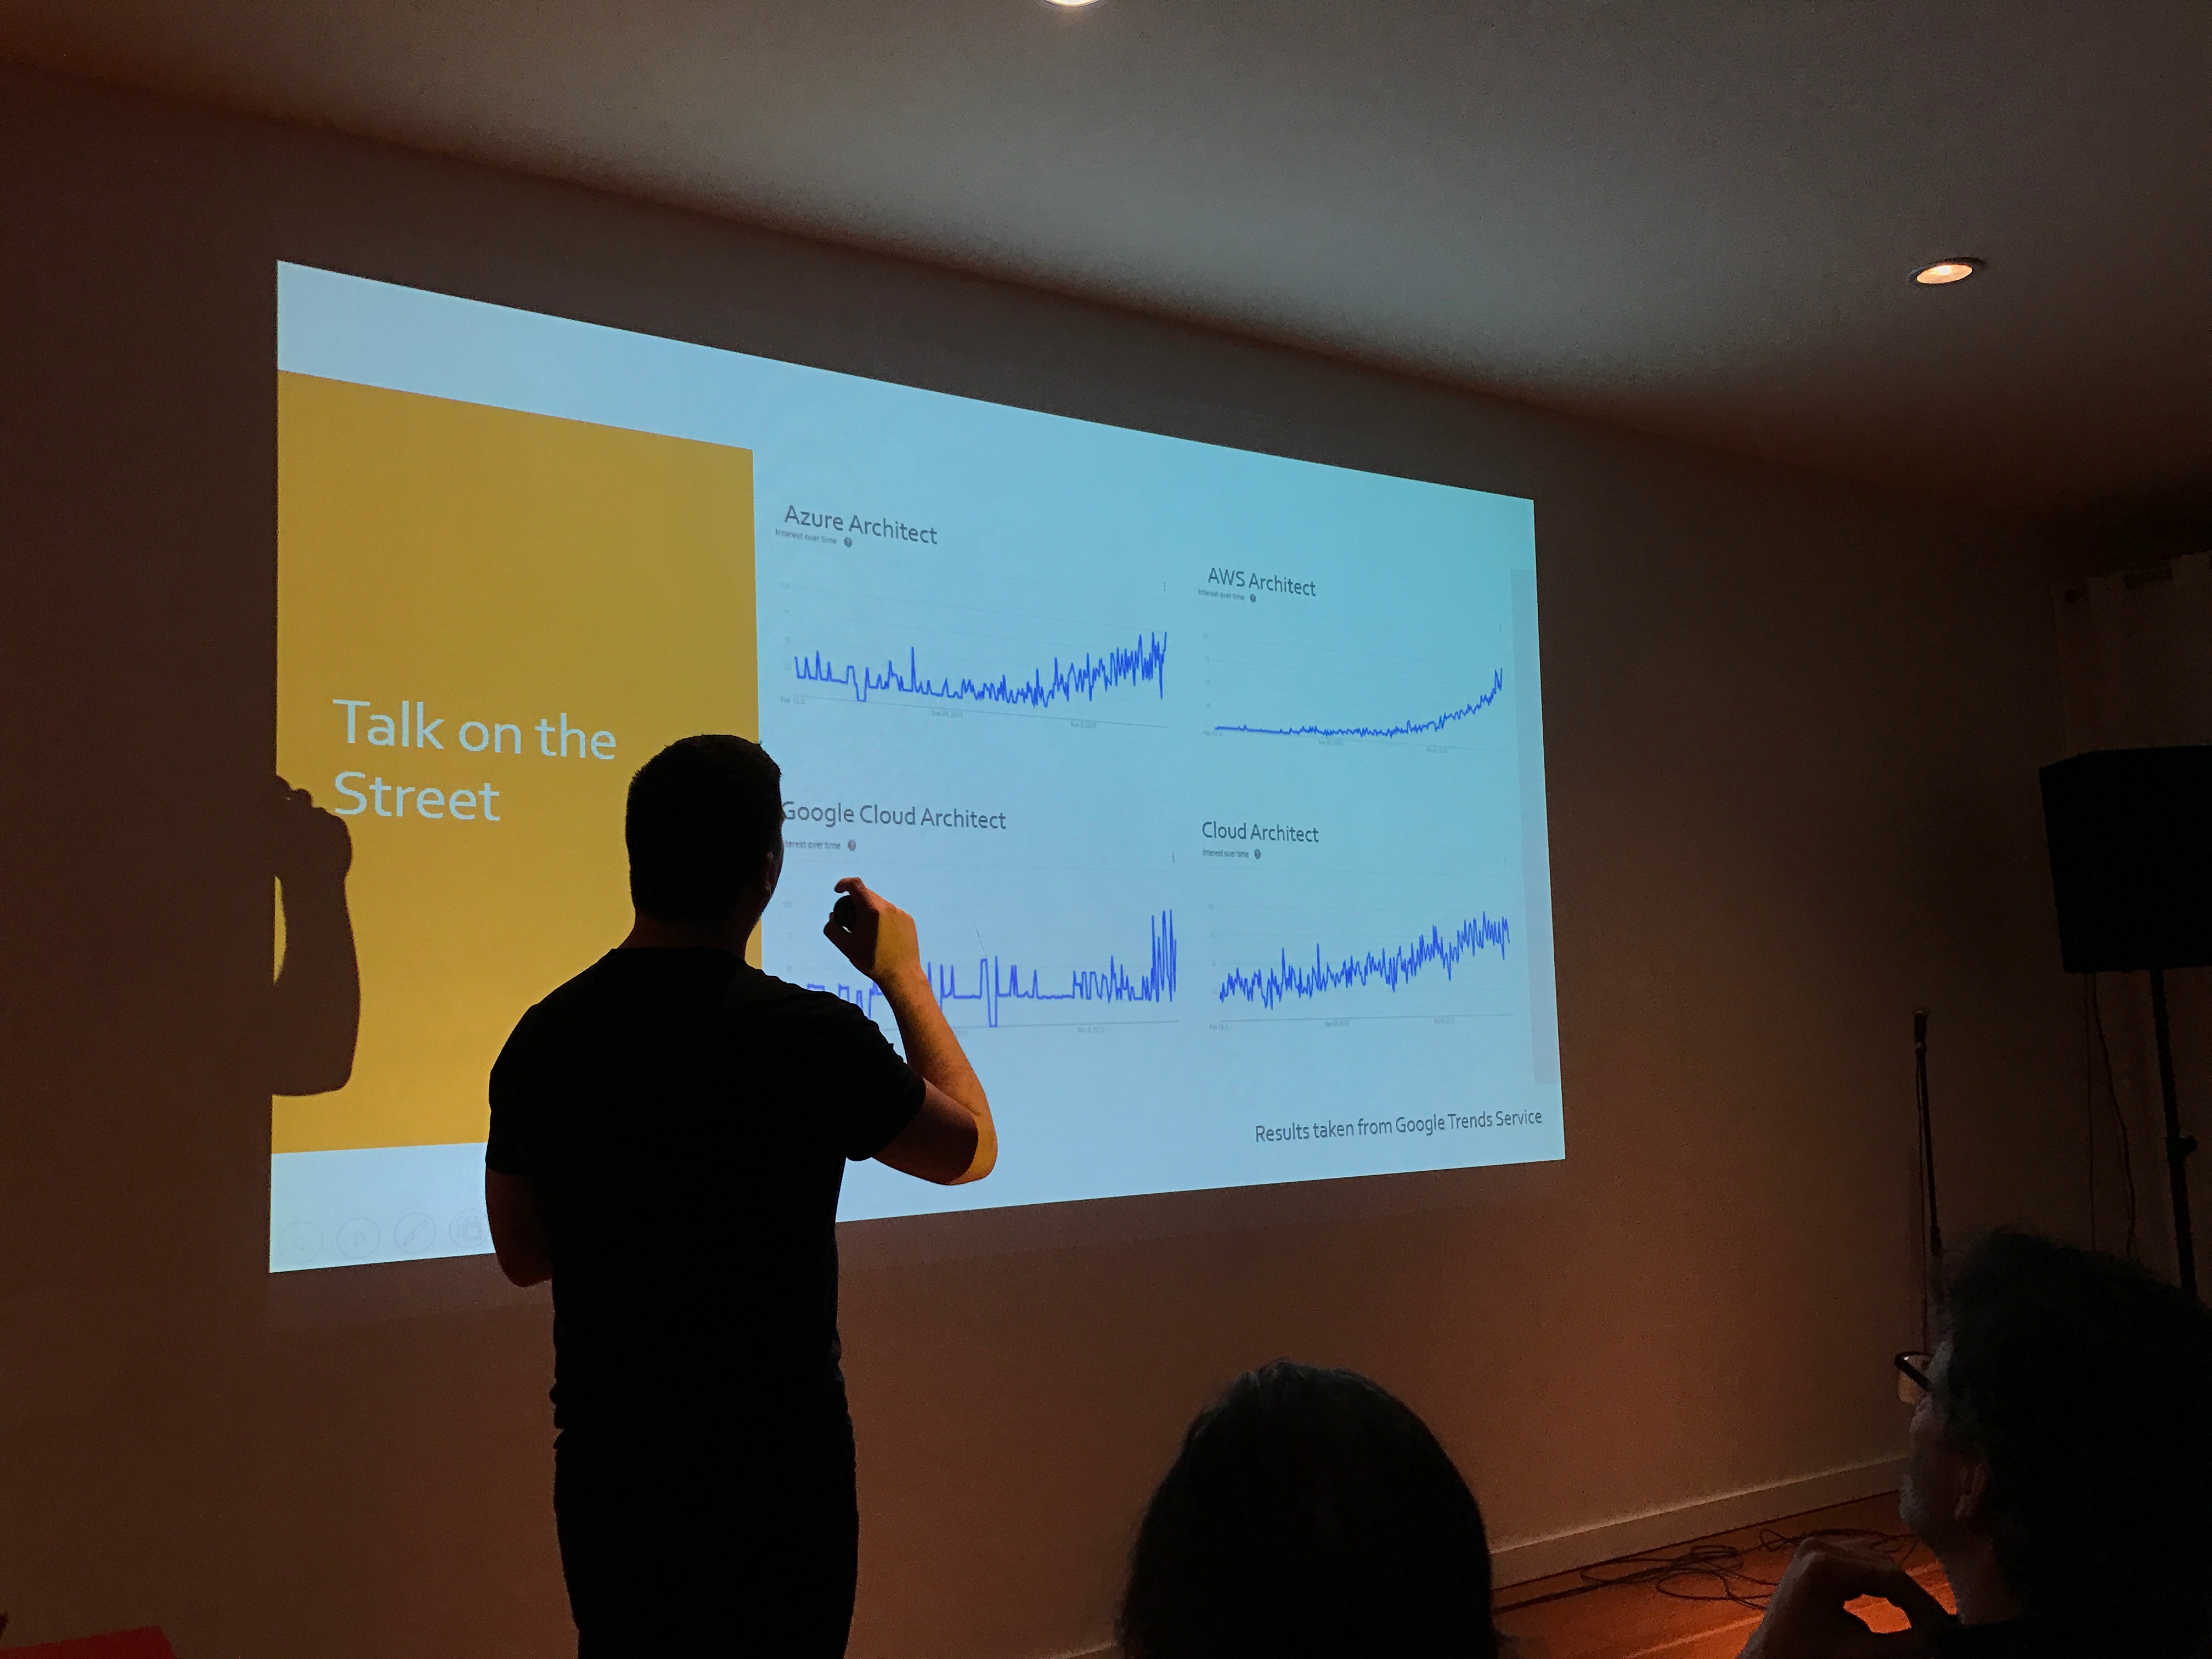 Talk on the
Street
Azure Architect
Interest over time
AWS Architect
Interest over time
Google Cloud Architect
terest over time
Cloud Architect
Interest over time
Results taken from Google Trends Service